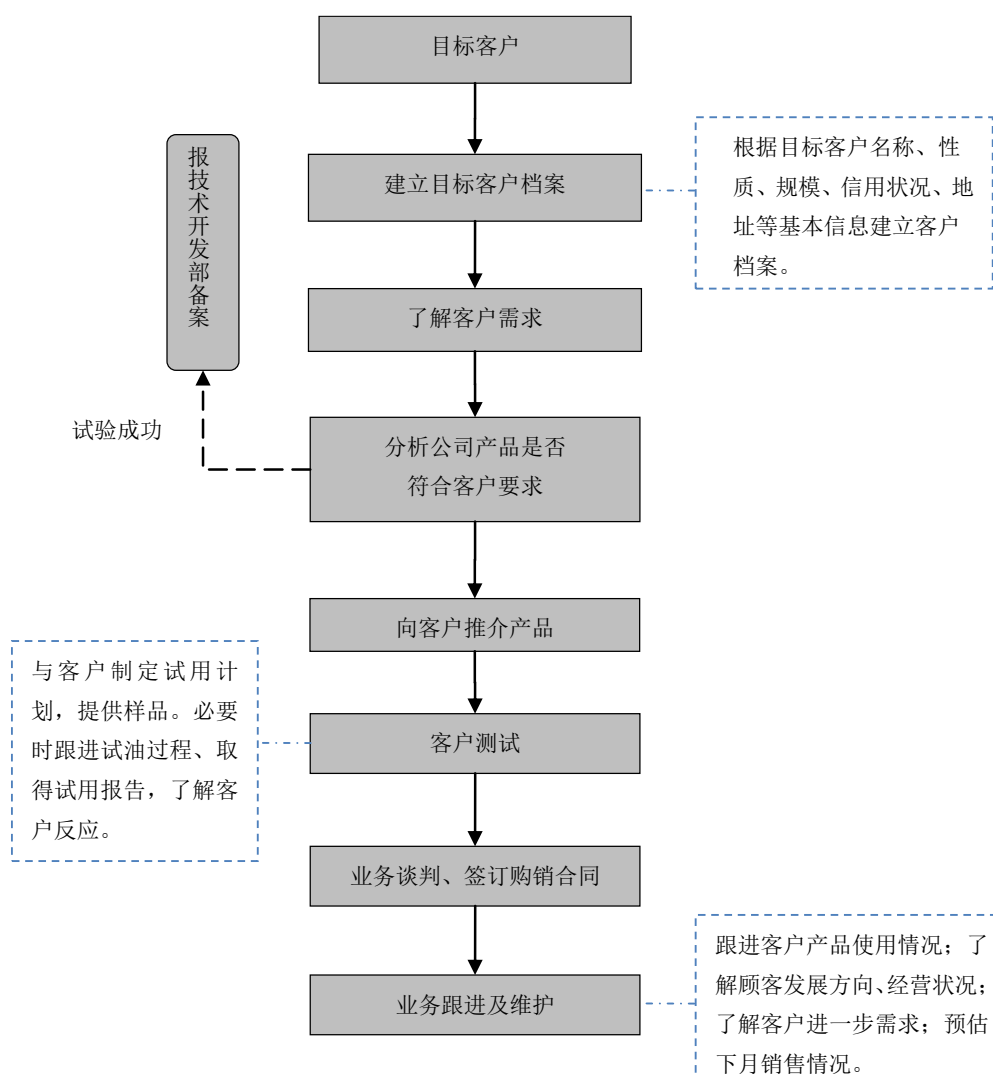 目标客户
报技术开发部备案
建立目标客户档案
根据目标客户名称、性
质、规模、信用状况、地
址等基本信息建立客户
档案。
了解客户需求
试验成功
分析公司产品是否
符合客户要求
向客户推介产品
与客户制定试用计
划，提供样品。必要
时跟进试油过程、取
得试用报告，了解客
户反应。
客户测试
业务谈判、签订购销合同
业务跟进及维护
跟进客户产品使用情况；了
解顾客发展方向、经营状况；
了解客户进一步需求；预估
下月销售情况。